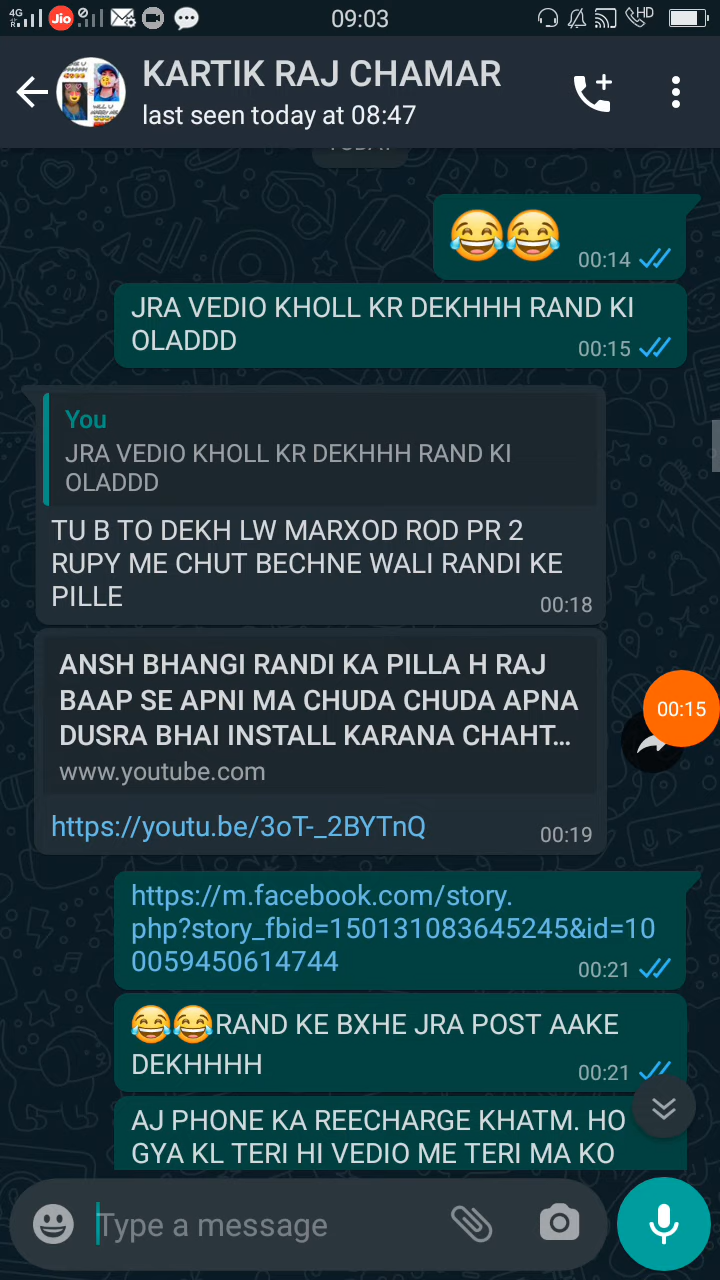 4G
R
Jio
09:03
HD
KARTIK RAJ CHAMAR
last seen today at 08:47
TODAY
😂😂
00:14
JRA VEDIO KHOLL KR DEKHHH RAND KI
OLADDD
00:15
You
JRA VEDIO KHOLL KR DEKHHH RAND KI
OLADDD
TU B TO DEKH LW MARXOD ROD PR 2
RUPY ME CHUT BECHNE WALI RANDI KE
PILLE
00:18
ANSH BHANGI RANDI KA PILLA H RAJ
BAAP SE APNI MA CHUDA CHUDA APNA
DUSRA BHAI INSTALL KARANA CHAHT...
www.youtube.com
00:15
https://youtu.be/3oT-_2BYTnQ
00:19
https://m.facebook.com/story.
php?story_fbid=150131083645245&id=10
0059450614744
00:21
😂😂RAND KE BXHE JRA POST AAKE
DEKHHHH
00:21
AJ PHONE KA REECHARGE KHATM. HO
GYA KL TERI HI VEDIO ME TERI MA KO
Type a message